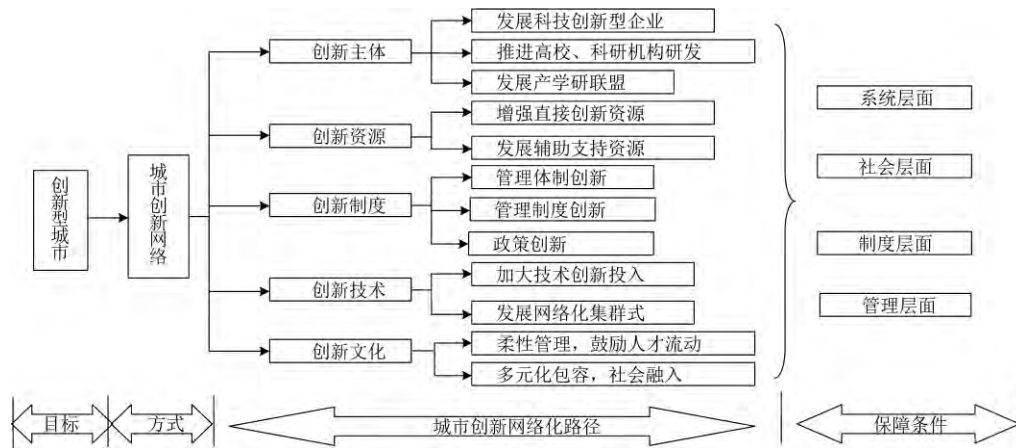 创新型城市
城市创新网络
创新主体
发展科技创新型企业
推进高校、科研机构研发
发展产学研联盟
创新资源
增强直接创新资源
发展辅助支持资源
创新制度
管理体制创新
管理制度创新
政策创新
创新技术
加大技术创新投入
发展网络化集群式
创新文化
柔性管理，鼓励人才流动
多元化包容，社会融入
系统层面
社会层面
制度层面
管理层面
目标
方式
城市创新网络化路径
保障条件